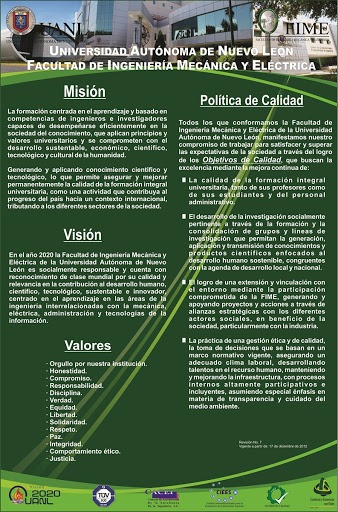 UANL
FIME
UNIVERSIDAD AUTÓNOMA DE NUEVO LEÓN
FACULTAD DE INGENIERÍA MECÁNICA Y ELÉCTRICA
Misión
La formación centrada en el aprendizaje y basado en
competencias de ingenieros e investigadores
capaces de desempeñarse eficientemente en la
sociedad del conocimiento, que aplican principios y
valores universitarios y se comprometen con el
desarrollo sustentable, económico, científico,
tecnológico y cultural de la humanidad.
Generando y aplicando conocimiento científico y
tecnológico, lo que permite asegurar y mejorar
permanentemente la calidad de la formación integral
universitaria, como una actividad que contribuya al
progreso del país hacia un contexto internacional,
tributando a los diferentes sectores de la sociedad.
Visión
En el año 2020 la Facultad de Ingeniería Mecánica y
Eléctrica de la Universidad Autónoma de Nuevo
León es socialmente responsable y cuenta con
reconocimiento de clase mundial por su calidad y
relevancia en la contribución al desarrollo humano,
científico, tecnológico, sustentable e innovador,
centrado en el aprendizaje en las áreas de la
ingeniería interrelacionadas con la mecánica,
eléctrica, administración y tecnologías de la
información.
Valores
· Orgullo por nuestra institución.
· Honestidad.
· Compromiso.
· Responsabilidad.
· Disciplina.
· Verdad.
· Equidad.
· Libertad.
· Solidaridad.
· Respeto.
· Paz.
· Integridad.
· Comportamiento ético.
· Justicia.
Política de Calidad
Todos los que conformamos la Facultad de
Ingeniería Mecánica y Eléctrica de la Universidad
Autónoma de Nuevo León, manifestamos nuestro
compromiso de trabajar para satisfacer y superar
las expectativas de la sociedad a través del logro
de los Objetivos de Calidad, que buscan la
excelencia mediante la mejora continua de:
La calidad de la formación integral
universitaria, tanto de sus profesores como
de sus estudiantes y del personal
administrativo.
El desarrollo de la investigación socialmente
pertinente a través de la formación y la
consolidación de grupos y líneas de
investigación que permitan la generación,
aplicación y transmisión de conocimientos y
productos científicos enfocados al
desarrollo humano sostenible, congruentes
con la agenda de desarrollo local y nacional.
El logro de una extensión y vinculación con
el entorno mediante la participación
comprometida de la FIME, generando y
apoyando proyectos y acciones a través de
alianzas estratégicas con los diferentes
actores sociales, en beneficio de la
sociedad, particularmente con la industria.
La práctica de una gestión ética y de calidad,
la toma de decisiones que se basan en un
marco normativo vigente, asegurando un
adecuado clima laboral, desarrollando
talentos en el recurso humano, manteniendo
y mejorando la infraestructura, con procesos
internos altamente participativos e
incluyentes, asumiendo especial énfasis en
materia de transparencia y cuidado del
medio ambiente.
Revisión No. 7
Vigente a partir de: 17 de diciembre de 2012
2020
UANL
TÜV
CACEI
CIEES